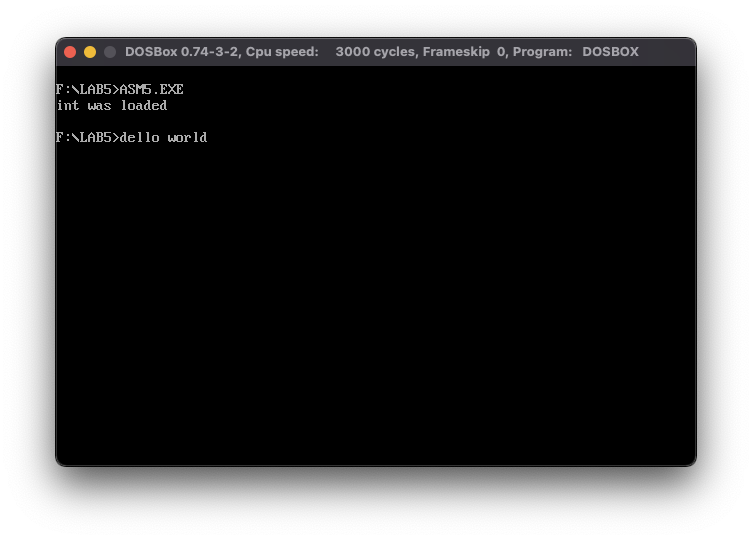 DOSBox 0.74-3-2, Cpu speed: 3000 cycles, Frameskip 0, Program: DOSBOX
F:\LAB5>ASM5.EXE
int was loaded
F:\LAB5>dello world